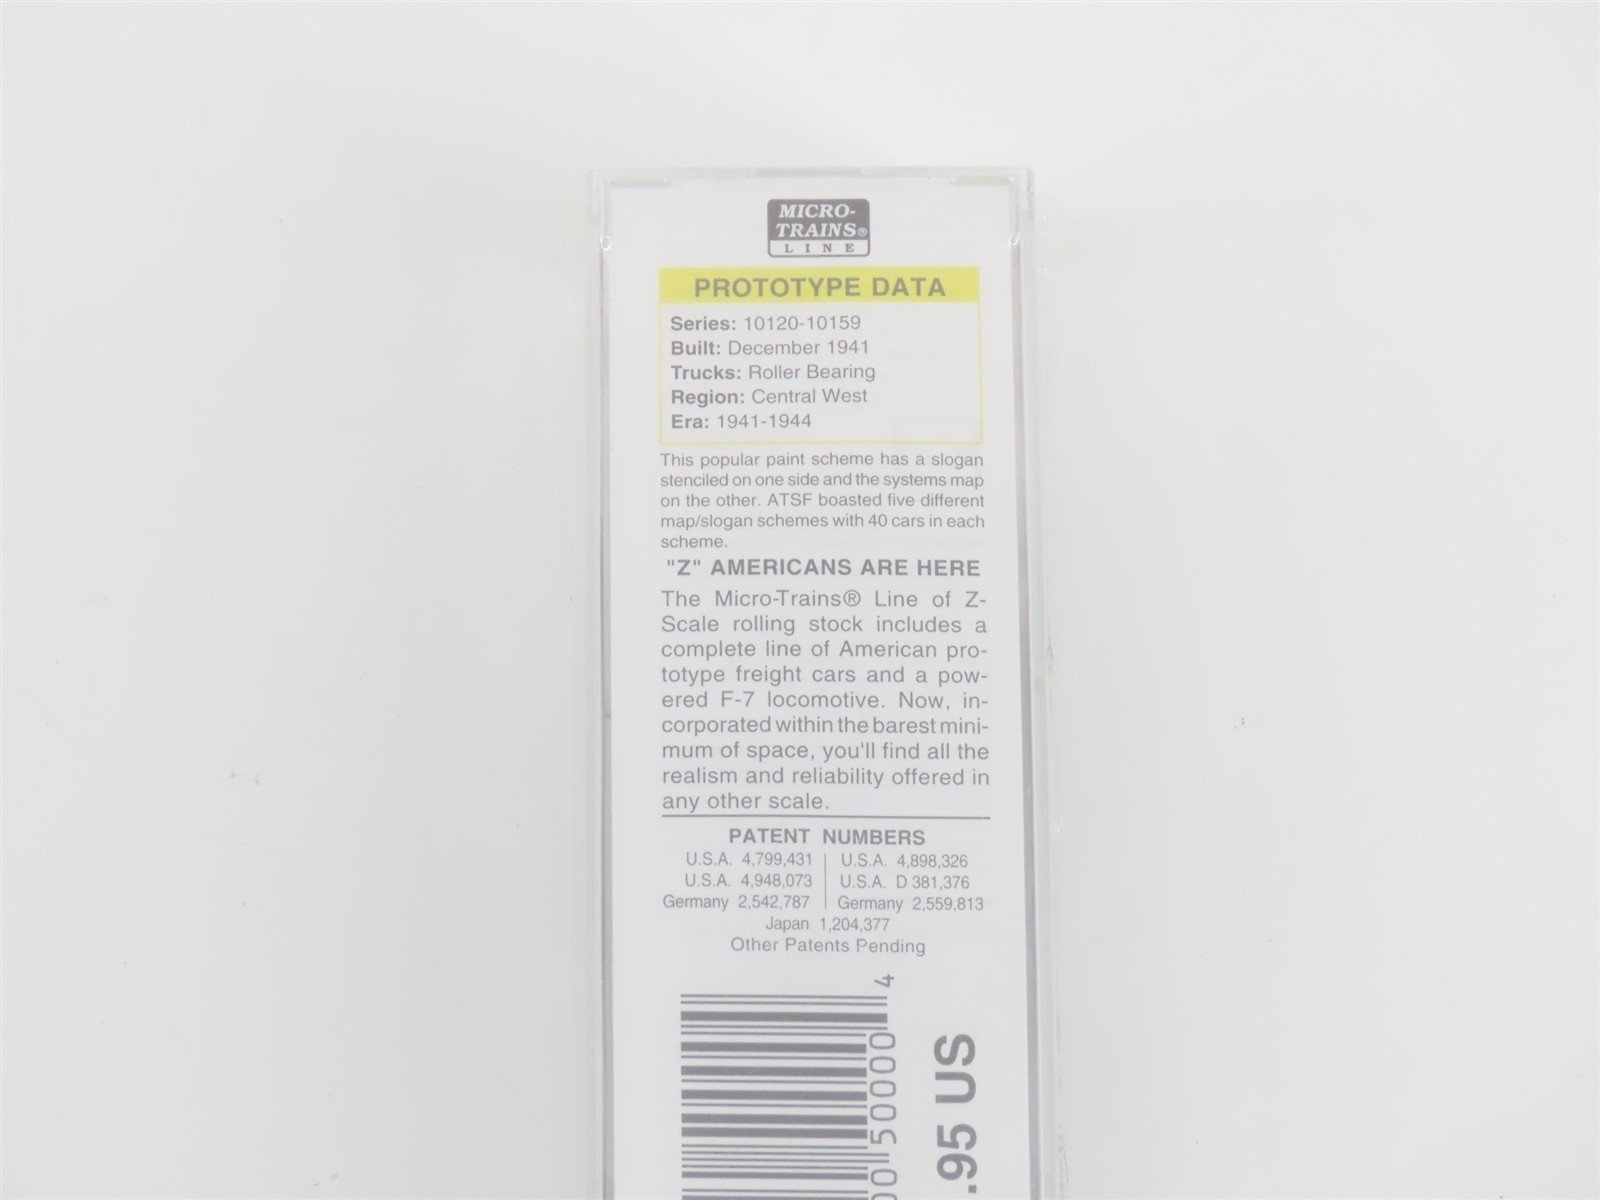 MICRO-
TRAINS®
LINE
PROTOTYPE DATA
Series: 10120-10159
Built: December 1941
Trucks: Roller Bearing
Region: Central West
Era: 1941-1944
This popular paint scheme has a slogan
stenciled on one side and the systems map
on the other. ATSF boasted five different
map/slogan schemes with 40 cars in each
scheme.
"Z" AMERICANS ARE HERE
The Micro-Trains® Line of Z-
Scale rolling stock includes a
complete line of American pro-
totype freight cars and a pow-
ered F-7 locomotive. Now, in-
corporated within the barest mini-
mum of space, you'll find all the
realism and reliability offered in
any other scale.
PATENT NUMBERS
U.S.A. 4,799,431 U.S.A. 4,898,326
U.S.A. 4,948,073 U.S.A. D 381,376
Germany 2,542,787 Germany 2,559,813
Japan 1,204,377
Other Patents Pending
00 50000 4
.95 US